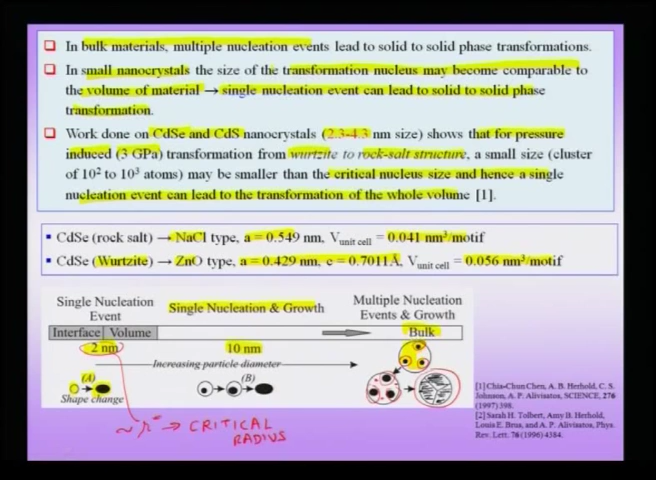 In bulk materials, multiple nucleation events lead to solid to solid phase transformations.
In small nanocrystals the size of the transformation nucleus may become comparable to
the volume of material → single nucleation event can lead to solid to solid phase
transformation.
Work done on CdSe and CdS nanocrystals (2.3-4.3 nm size) shows that for pressure
induced (3 GPa) transformation from wurtzite to rock-salt structure, a small size (cluster
of 10² to 10³ atoms) may be smaller than the critical nucleus size and hence a single
nucleation event can lead to the transformation of the whole volume [1].
CdSe (rock salt) → NaCl type, a = 0.549 nm, V unit cell = 0.041 nm³/motif
CdSe (Wurtzite) → ZnO type, a = 0.429 nm, c = 0.7011Å, V unit cell = 0.056 nm³/motif
Single Nucleation
Event
Single Nucleation & Growth
Multiple Nucleation
Events & Growth
Interface Volume
Bulk
2 nm
10 nm
Increasing particle diameter
(A)
(B)
Shape change
~ r* → CRITICAL
RADIUS
[1] Chia-Chun Chen, A. B. Herhold, C. S.
Johnson, A. P. Alivisatos, SCIENCE, 276
(1997) 398.
[2] Sarah H. Tolbert, Amy B. Herhold,
Louis E. Brus, and A. P. Alivisatos, Phys.
Rev. Lett. 76 (1996) 4384.